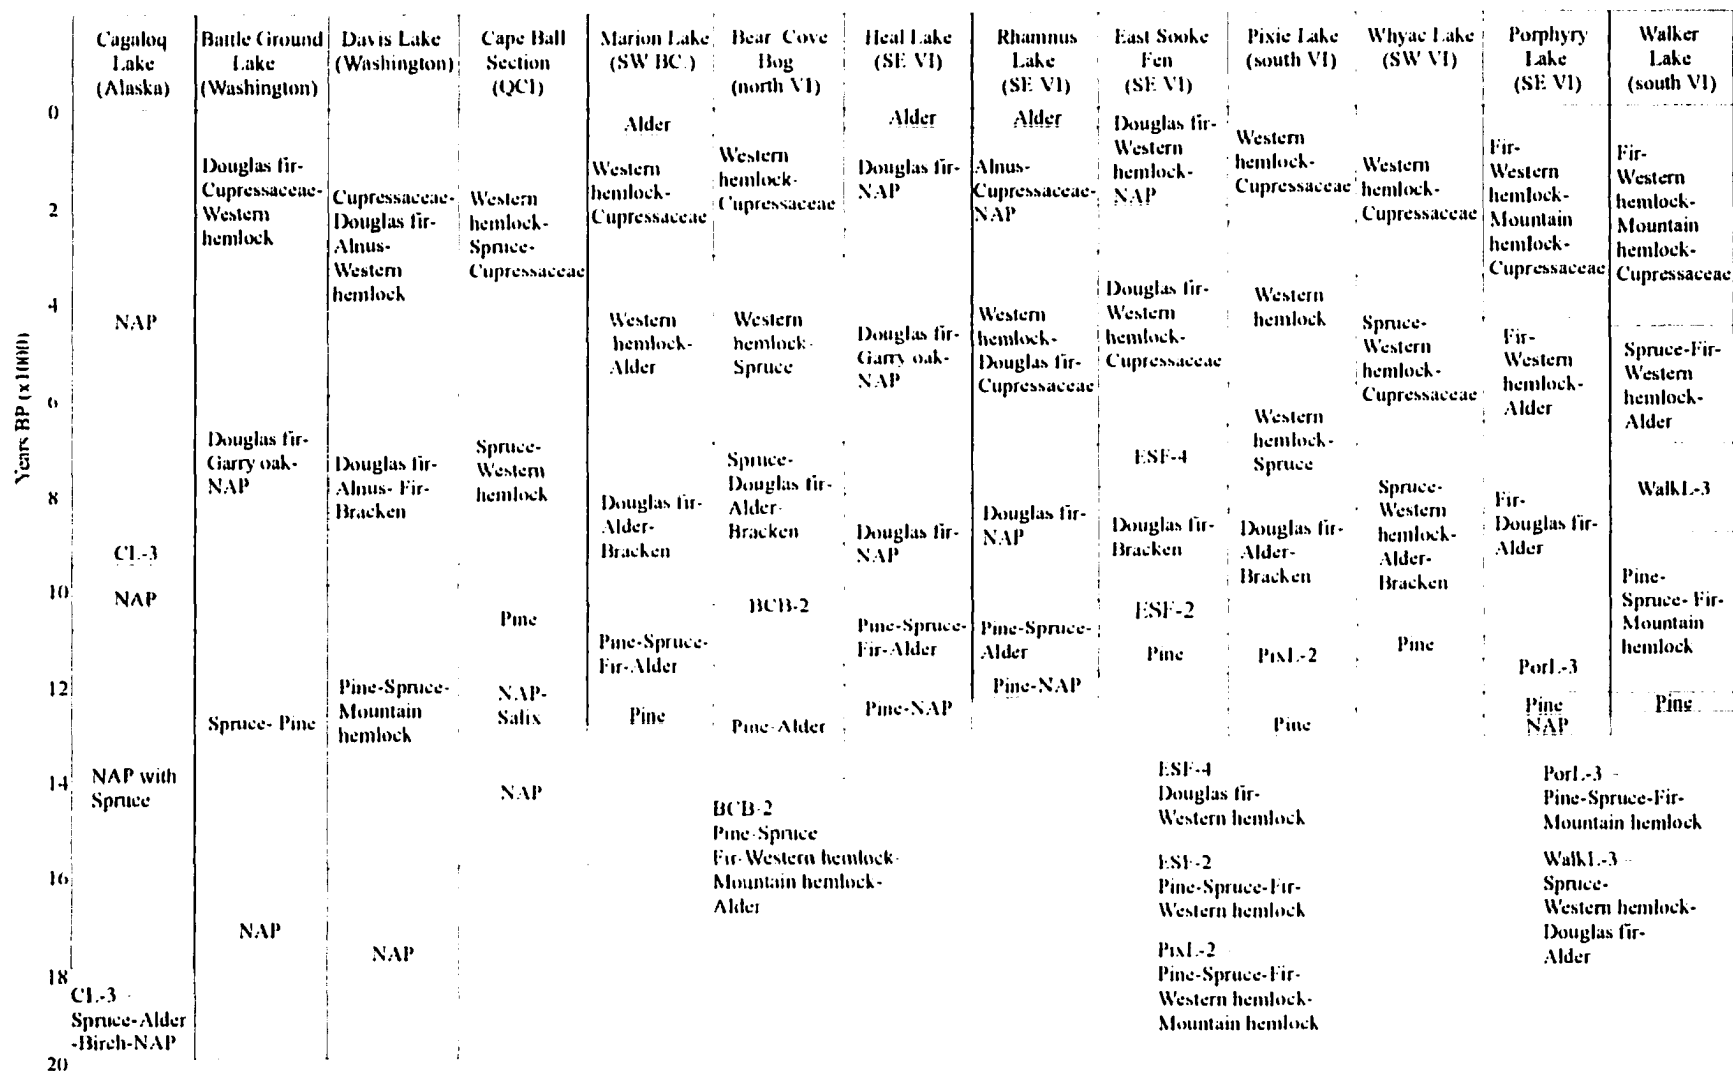 Cagaloq
Lake
(Alaska)
Battle Ground
Lake
(Washington)
Davis Lake
(Washington)
Cape Ball
Section
(QCI)
Marion Lake
(SW BC.)
Bear Cove
Bog
(north VI)
Heal Lake
(SE VI)
Rhamnus
Lake
(SE VI)
East Sooke
Fen
(SE VI)
Pixie Lake
(south VI)
Whyac Lake
(SW VI)
Porphyry
Lake
(SE VI)
Walker
Lake
(south VI)
Years BP (x1000)
0
2
4
6
8
10
12
14
16
18
20
NAP
CL-3
NAP
NAP with
Spruce
CL-3 -
Spruce-Alder
-Birch-NAP
Douglas fir-
Cupressaceae-
Western
hemlock
Douglas fir-
Garry oak-
NAP
Spruce- Pine
NAP
Cupressaceae-
Douglas fir-
Alnus-
Western
hemlock
Douglas fir-
Alnus- Fir-
Bracken
Pine-Spruce-
Mountain
hemlock
NAP
Western
hemlock-
Spruce-
Cupressaceae
Spruce-
Western
hemlock
Pine
NAP-
Salix
NAP
Alder
Western
hemlock-
Cupressaceae
Western
hemlock-
Alder
Douglas fir-
Alder-
Bracken
Pine-Spruce-
Fir-Alder
Pine
Western
hemlock-
Cupressaceae
Western
hemlock-
Spruce
Spruce-
Douglas fir-
Alder-
Bracken
BCB-2
Pine-Alder
BCB-2
Pine-Spruce
Fir-Western hemlock-
Mountain hemlock-
Alder
Alder
Douglas fir-
NAP
Douglas fir-
Garry oak-
NAP
Douglas fir-
NAP
Pine-Spruce-
Fir-Alder
Pine-NAP
Alder
Alnus-
Cupressaceae-
NAP
Western
hemlock-
Douglas fir-
Cupressaceae
Douglas fir-
NAP
Pine-Spruce-
Alder
Pine-NAP
Douglas fir-
Western
hemlock-
NAP
Douglas fir-
Western
hemlock-
Cupressaceae
ESF-4
Douglas fir-
Bracken
ESF-2
Pine
Western
hemlock-
Cupressaceae
Western
hemlock
Western
hemlock-
Spruce
Douglas fir-
Alder-
Bracken
PixL-2
Pine
ESF-4
Douglas fir-
Western hemlock
ESF-2 -
Pine-Spruce-Fir-
Western hemlock
PixL-2 -
Pine-Spruce-Fir-
Western hemlock-
Mountain hemlock
Western
hemlock-
Cupressaceae
Spruce-
Western
hemlock-
Cupressaceae
Spruce-
Western
hemlock-
Alder-
Bracken
Pine
Fir-
Western
hemlock-
Mountain
hemlock-
Cupressaceae
Fir-
Western
hemlock-
Alder
Fir-
Douglas fir-
Alder
PorL-3
Pine
NAP
Fir-
Western
hemlock-
Mountain
hemlock-
Cupressaceae
Spruce-Fir-
Western
hemlock-
Alder
WalkL-3
Pine-
Spruce- Fir-
Mountain
hemlock
Pine
PorL-3 -
Pine-Spruce-Fir-
Mountain hemlock
WalkL-3 -
Spruce-
Western hemlock-
Douglas fir-
Alder